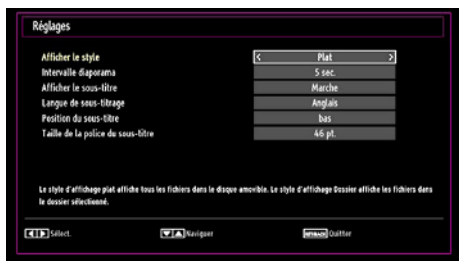 Réglages
Afficher le style < Plat >
Intervalle diaporama 5 sec.
Afficher le sous-titre Marche
Langue de sous-titrage Anglais
Position du sous-titre bas
Taille de la police du sous-titre 46 pt.
Le style d'affichage plat affiche tous les fichiers dans le disque amovible. Le style d'affichage Dossier affiche les fichiers dans
le dossier sélectionné.
Sélect. Naviguer Quitter